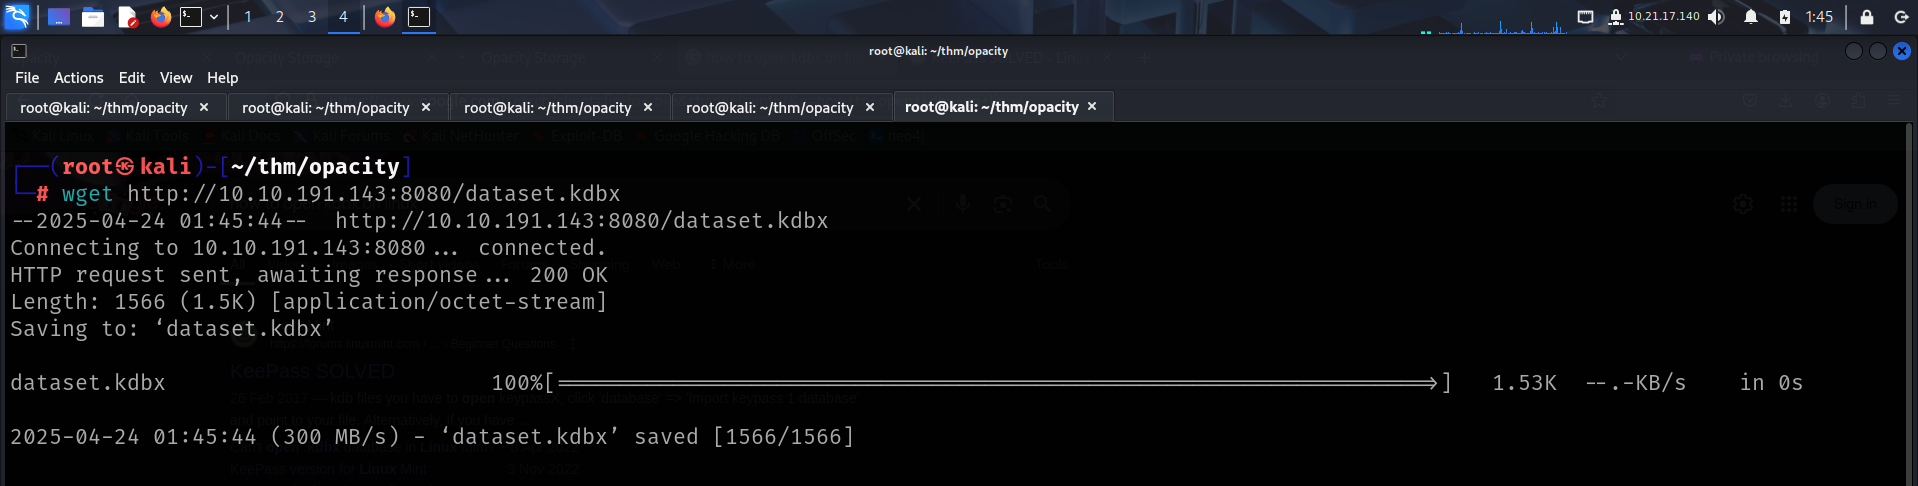 1 2 3 4 10.21.17.140 1:45
root@kali: ~/thm/opacity
File Actions Edit View Help
root@kali: ~/thm/opacity × root@kali: ~/thm/opacity × root@kali: ~/thm/opacity × root@kali: ~/thm/opacity × root@kali: ~/thm/opacity ×
(root㉿kali)-[~/thm/opacity]
# wget http://10.10.191.143:8080/dataset.kdbx
--2025-04-24 01:45:44--  http://10.10.191.143:8080/dataset.kdbx
Connecting to 10.10.191.143:8080... connected.
HTTP request sent, awaiting response... 200 OK
Length: 1566 (1.5K) [application/octet-stream]
Saving to: ‘dataset.kdbx’
dataset.kdbx 100%[===================>] 1.53K --.-KB/s in 0s
2025-04-24 01:45:44 (300 MB/s) - ‘dataset.kdbx’ saved [1566/1566]